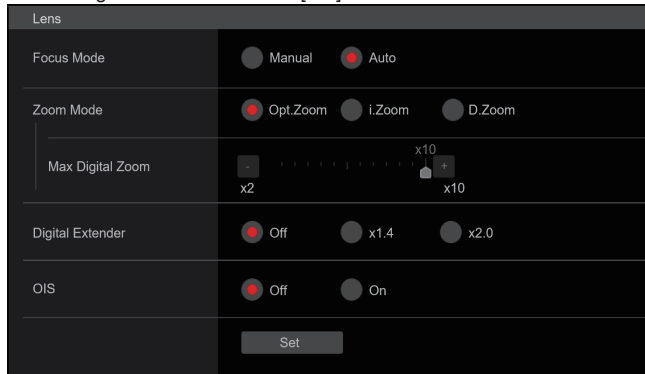 Lens
Focus Mode
Manual Auto
Zoom Mode
Opt.Zoom i.Zoom D.Zoom
x10
Max Digital Zoom
- +
x2 x10
Digital Extender
Off x1.4 x2.0
OIS
Off On
Set